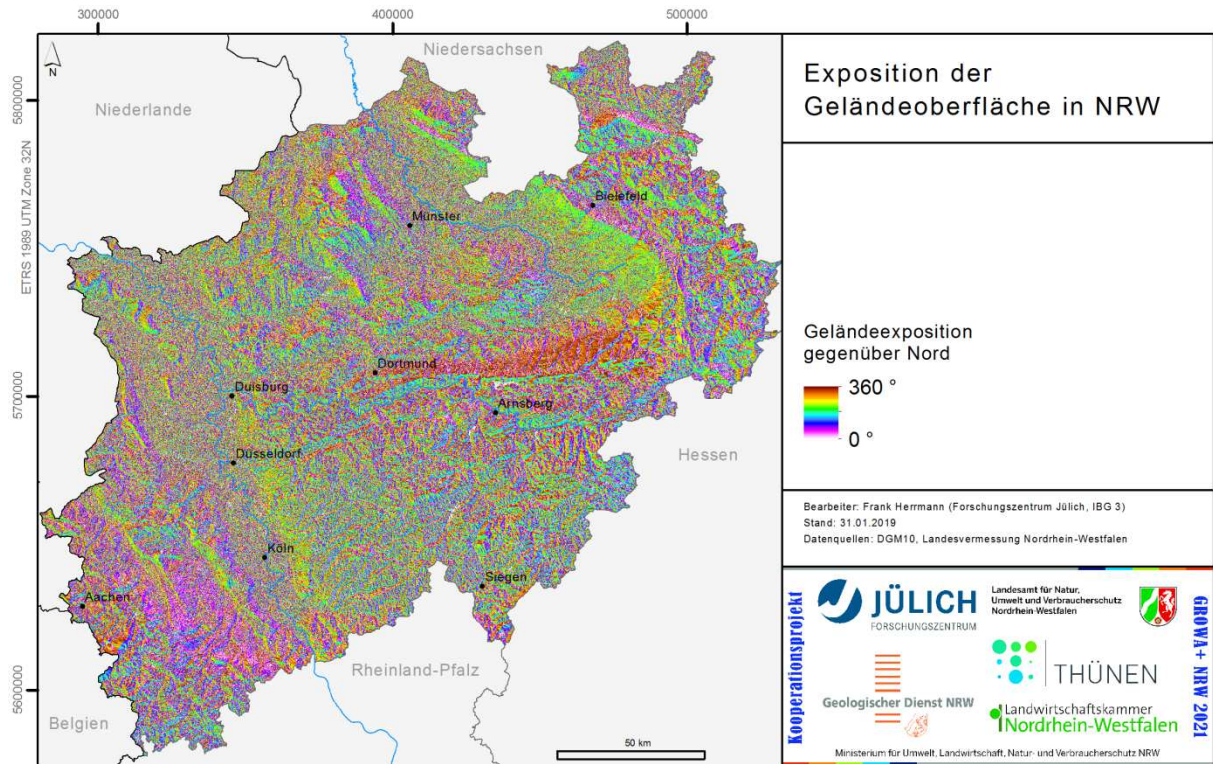 300000
400000
500000
5800000
5700000
5600000
ETRS 1989 UTM Zone 32N
N
Niedersachsen
Niederlande
Bielefeld
Münster
Dortmund
Duisburg
Arnsberg
Düsseldorf
Hessen
Köln
Siegen
Aachen
Rheinland-Pfalz
Belgien
50 km
Exposition der
Geländeoberfläche in NRW
Geländeexposition
gegenüber Nord
360 °
0 °
Bearbeiter: Frank Herrmann (Forschungszentrum Jülich, IBG 3)
Stand: 31.01.2019
Datenquellen: DGM10, Landesvermessung Nordrhein-Westfalen
Kooperationsprojekt
JÜLICH
FORSCHUNGSZENTRUM
Landesamt für Natur,
Umwelt und Verbraucherschutz
Nordrhein-Westfalen
THÜNEN
Geologischer Dienst NRW
Landwirtschaftskammer
Nordrhein-Westfalen
GROWA+ NRW 2021
Ministerium für Umwelt, Landwirtschaft, Natur- und Verbraucherschutz NRW